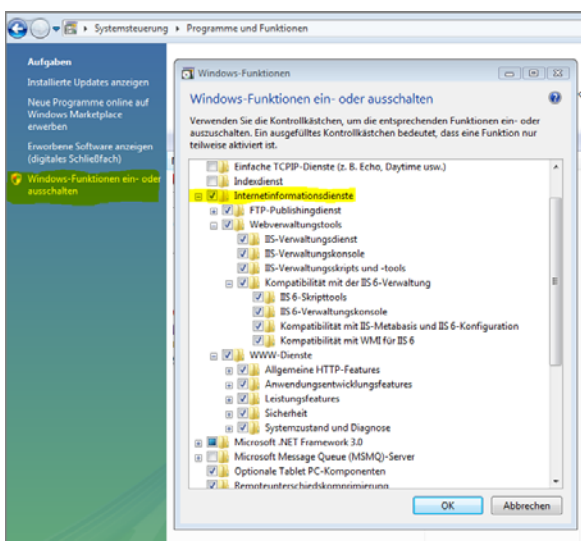 Systemsteuerung ▸ Programme und Funktionen
Aufgaben
Installierte Updates anzeigen
Neue Programme online auf
Windows Marketplace
erwerben
Erworbene Software anzeigen
(digitales Schließfach)
Windows-Funktionen ein- oder
ausschalten
Windows-Funktionen
Windows-Funktionen ein- oder ausschalten
Verwenden Sie die Kontrollkästchen, um die entsprechenden Funktionen ein- oder
auszuschalten. Ein ausgefülltes Kontrollkästchen bedeutet, dass eine Funktion nur
teilweise aktiviert ist.
Einfache TCPIP-Dienste (z. B. Echo, Daytime usw.)
Indexdienst
Internetinformationsdienste
FTP-Publishingdienst
Webverwaltungstools
IIS-Verwaltungsdienst
IIS-Verwaltungskonsole
IIS-Verwaltungsskripts und -tools
Kompatibilität mit der IIS 6-Verwaltung
IIS 6-Skripttools
IIS 6-Verwaltungskonsole
Kompatibilität mit IIS-Metabasis und IIS 6-Konfiguration
Kompatibilität mit WMI für IIS 6
WWW-Dienste
Allgemeine HTTP-Features
Anwendungsentwicklungsfeatures
Leistungsfeatures
Sicherheit
Systemzustand und Diagnose
Microsoft .NET Framework 3.0
Microsoft Message Queue (MSMQ)-Server
Optionale Tablet PC-Komponenten
Remoteunterschiedskomprimierung
OK
Abbrechen